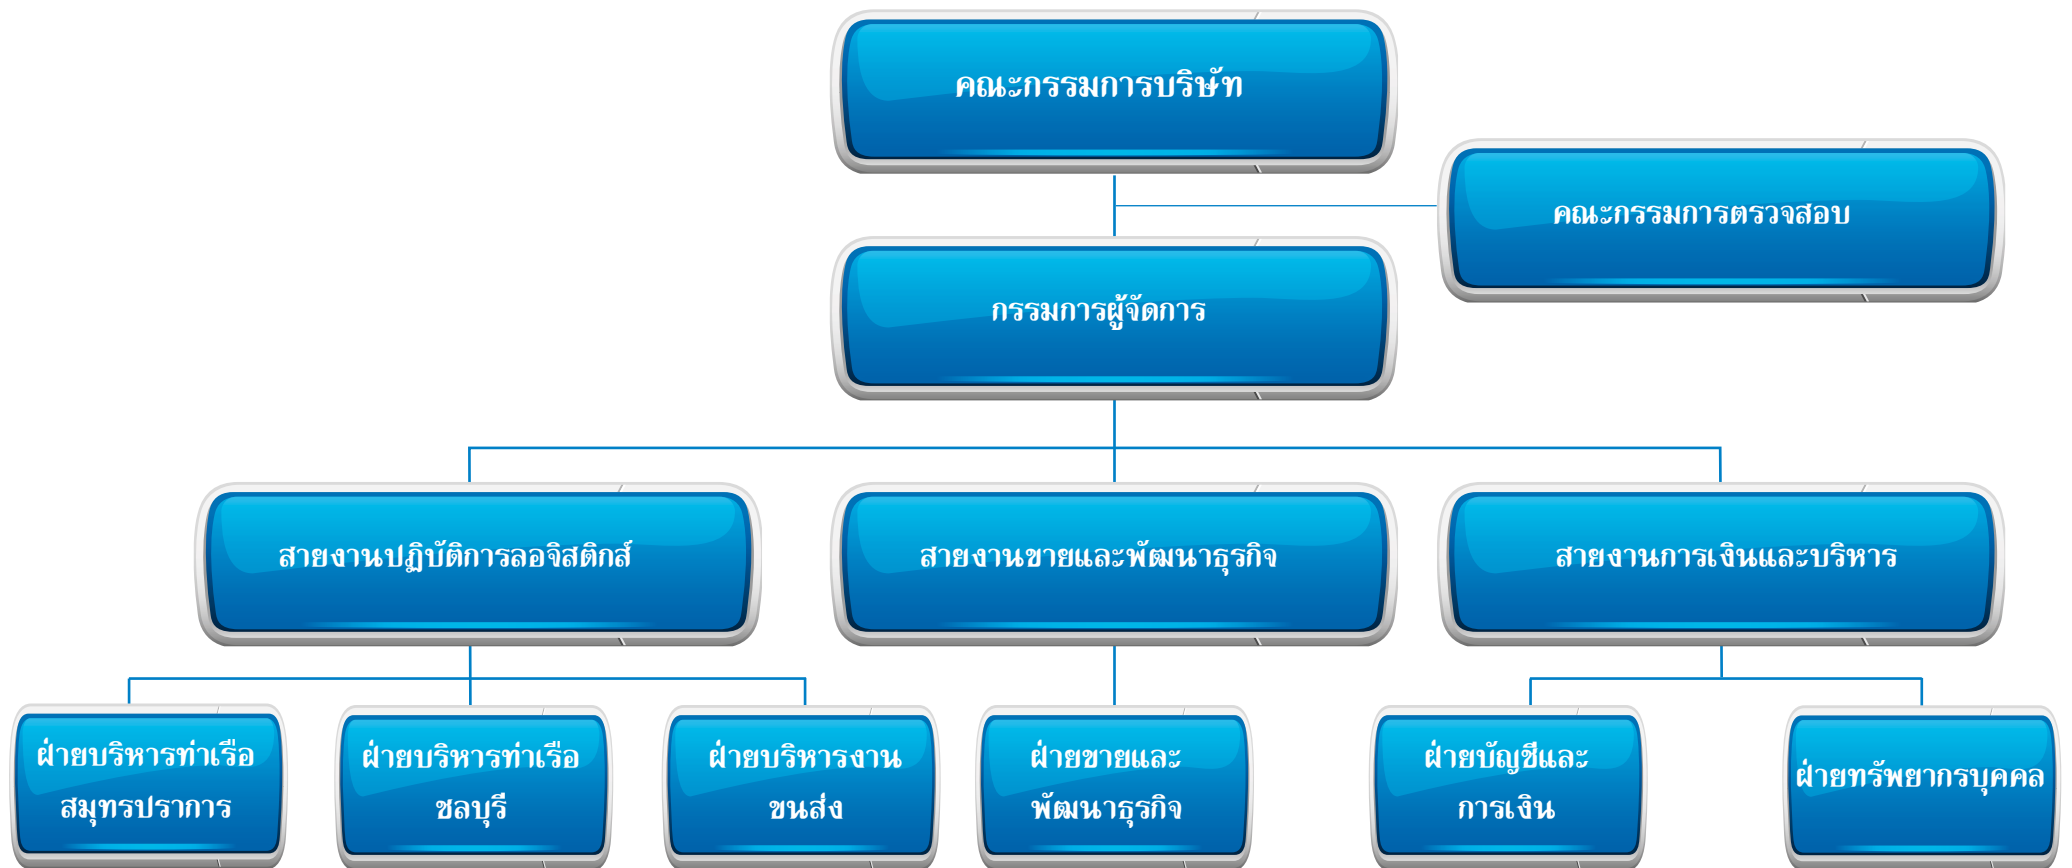 คณะกรรมการบริษัท
คณะกรรมการตรวจสอบ
กรรมการผู้จัดการ
สายงานปฏิบัติการลอจิสติกส์
สายงานขายและพัฒนาธุรกิจ
สายงานการเงินและบริหาร
ฝ่ายบริหารท่าเรือ
สมุทรปราการ
ฝ่ายบริหารท่าเรือ
ชลบุรี
ฝ่ายบริหารงาน
ขนส่ง
ฝ่ายขายและ
พัฒนาธุรกิจ
ฝ่ายบัญชีและ
การเงิน
ฝ่ายทรัพยากรบุคคล